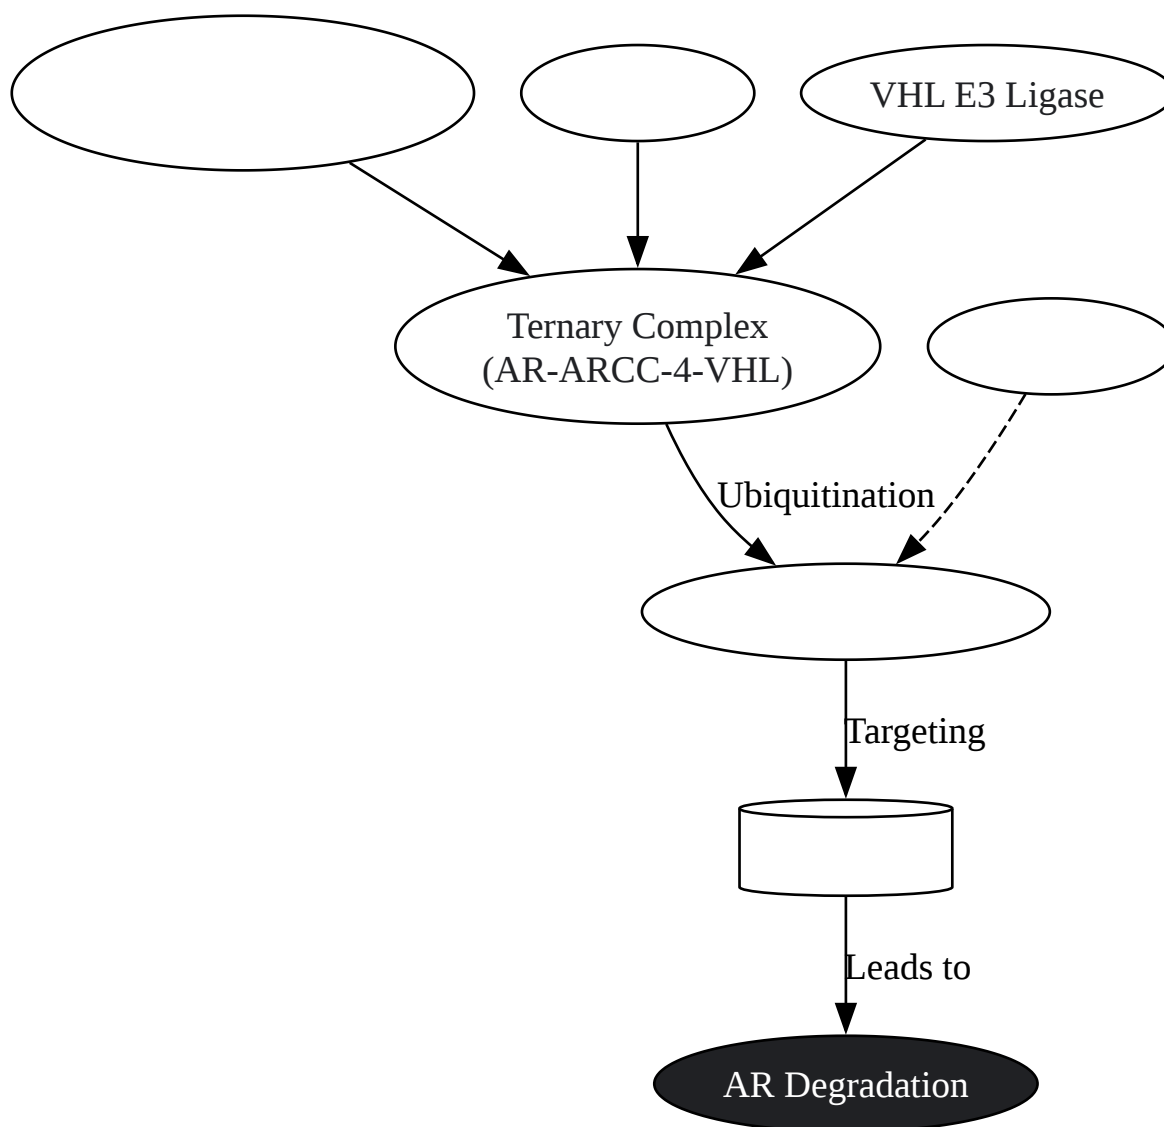 VHL E3 Ligase
Ternary Complex
(AR-ARCC-4-VHL)
Ubiquitination
Targeting
Leads to
AR Degradation